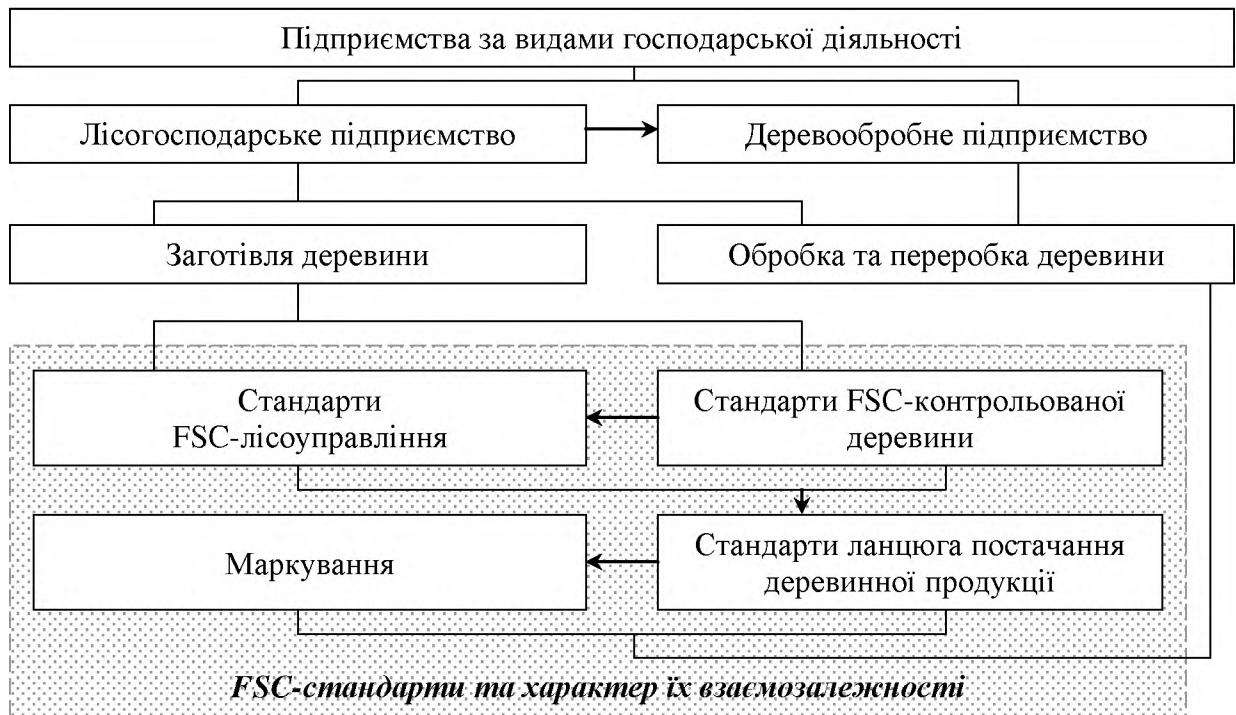 Підприємства за видами господарської діяльності
Лісогосподарське підприємство
Деревообробне підприємство
Заготівля деревини
Обробка та переробка деревини
Стандарти
FSC-лісоуправління
Стандарти FSC-контрольованої
деревини
Маркування
Стандарти ланцюга постачання
деревинної продукції
FSC-стандарти та характер їх взаємозалежності